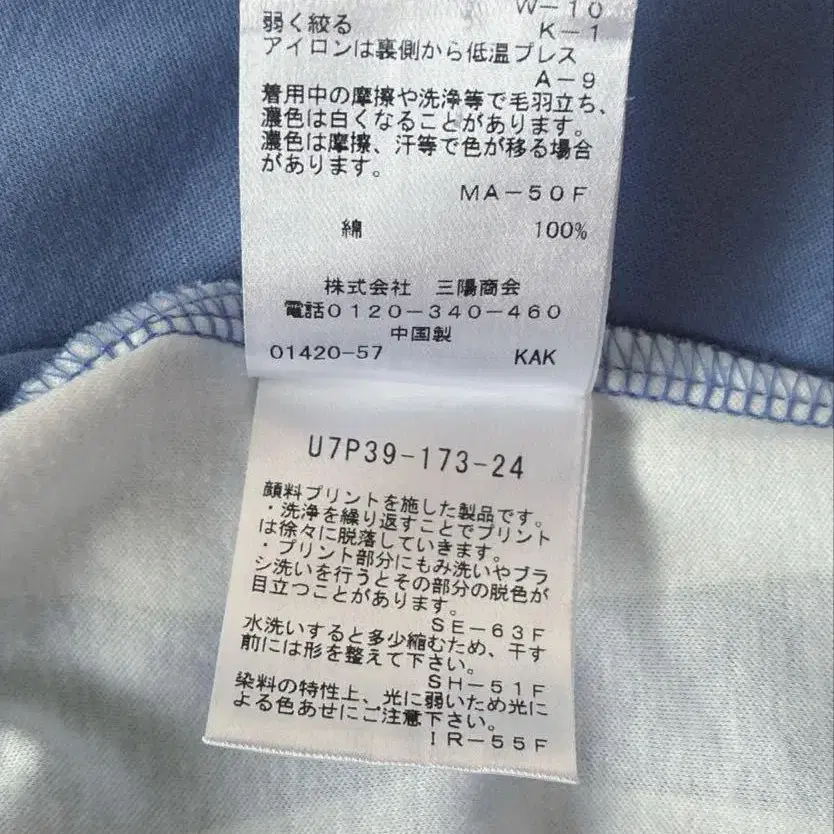 W-10
弱く絞る
K-1
アイロンは裏側から低温プレス
A-9
着用中の摩擦や洗浄等で毛羽立ち、
濃色は白くなることがあります。
濃色は摩擦、汗等で色が移る場合
があります。
MA-50F
綿 100%
株式会社 三陽商会
電話0120-340-460
中国製
01420-57 KAK
U7P39-173-24
顔料プリントを施した製品です。
・洗浄を繰り返すことでプリント
は徐々に脱落していきます。
・プリント部分にもみ洗いやブラ
シ洗いを行うとその部分の脱色が
目立つことがあります。
SE-63F
水洗いすると多少縮むため、干す
前には形を整えて下さい。
SH-51F
染料の特性上、光に弱いため光に
よる色あせにご注意下さい。
IR-55F